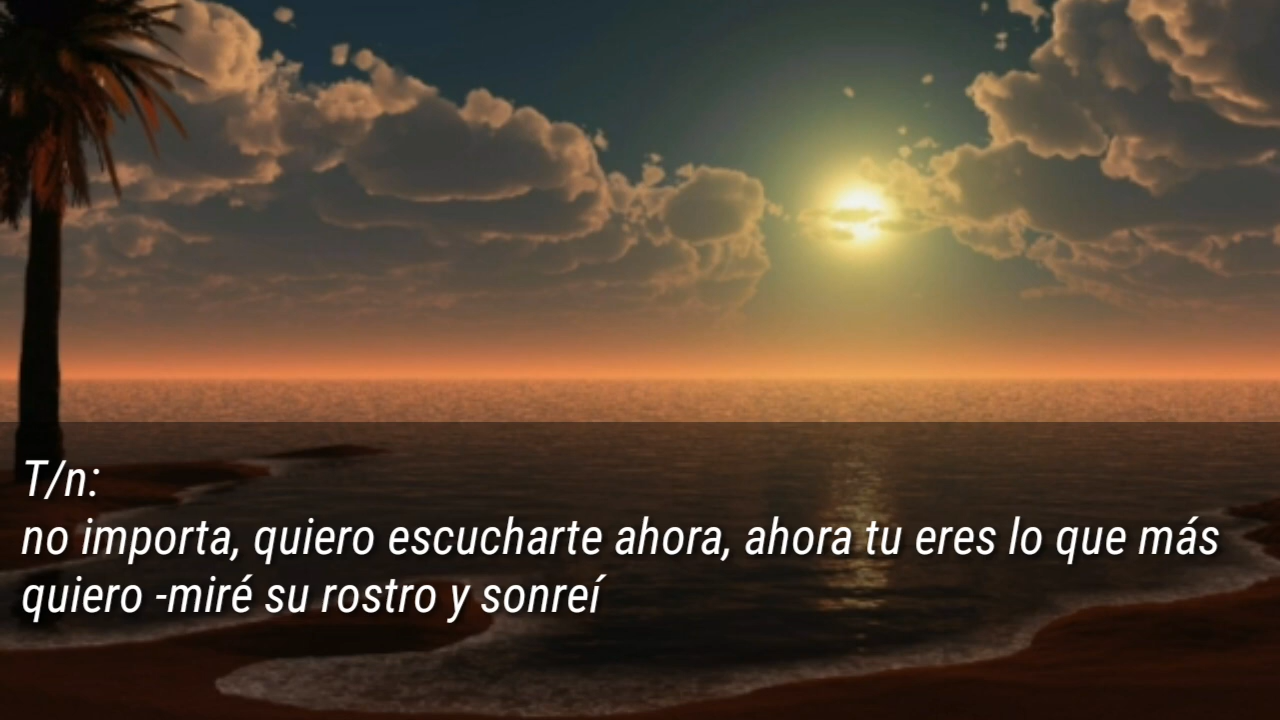 T/n:
no importa, quiero escucharte ahora, ahora tu eres lo que más
quiero -miré su rostro y sonreí